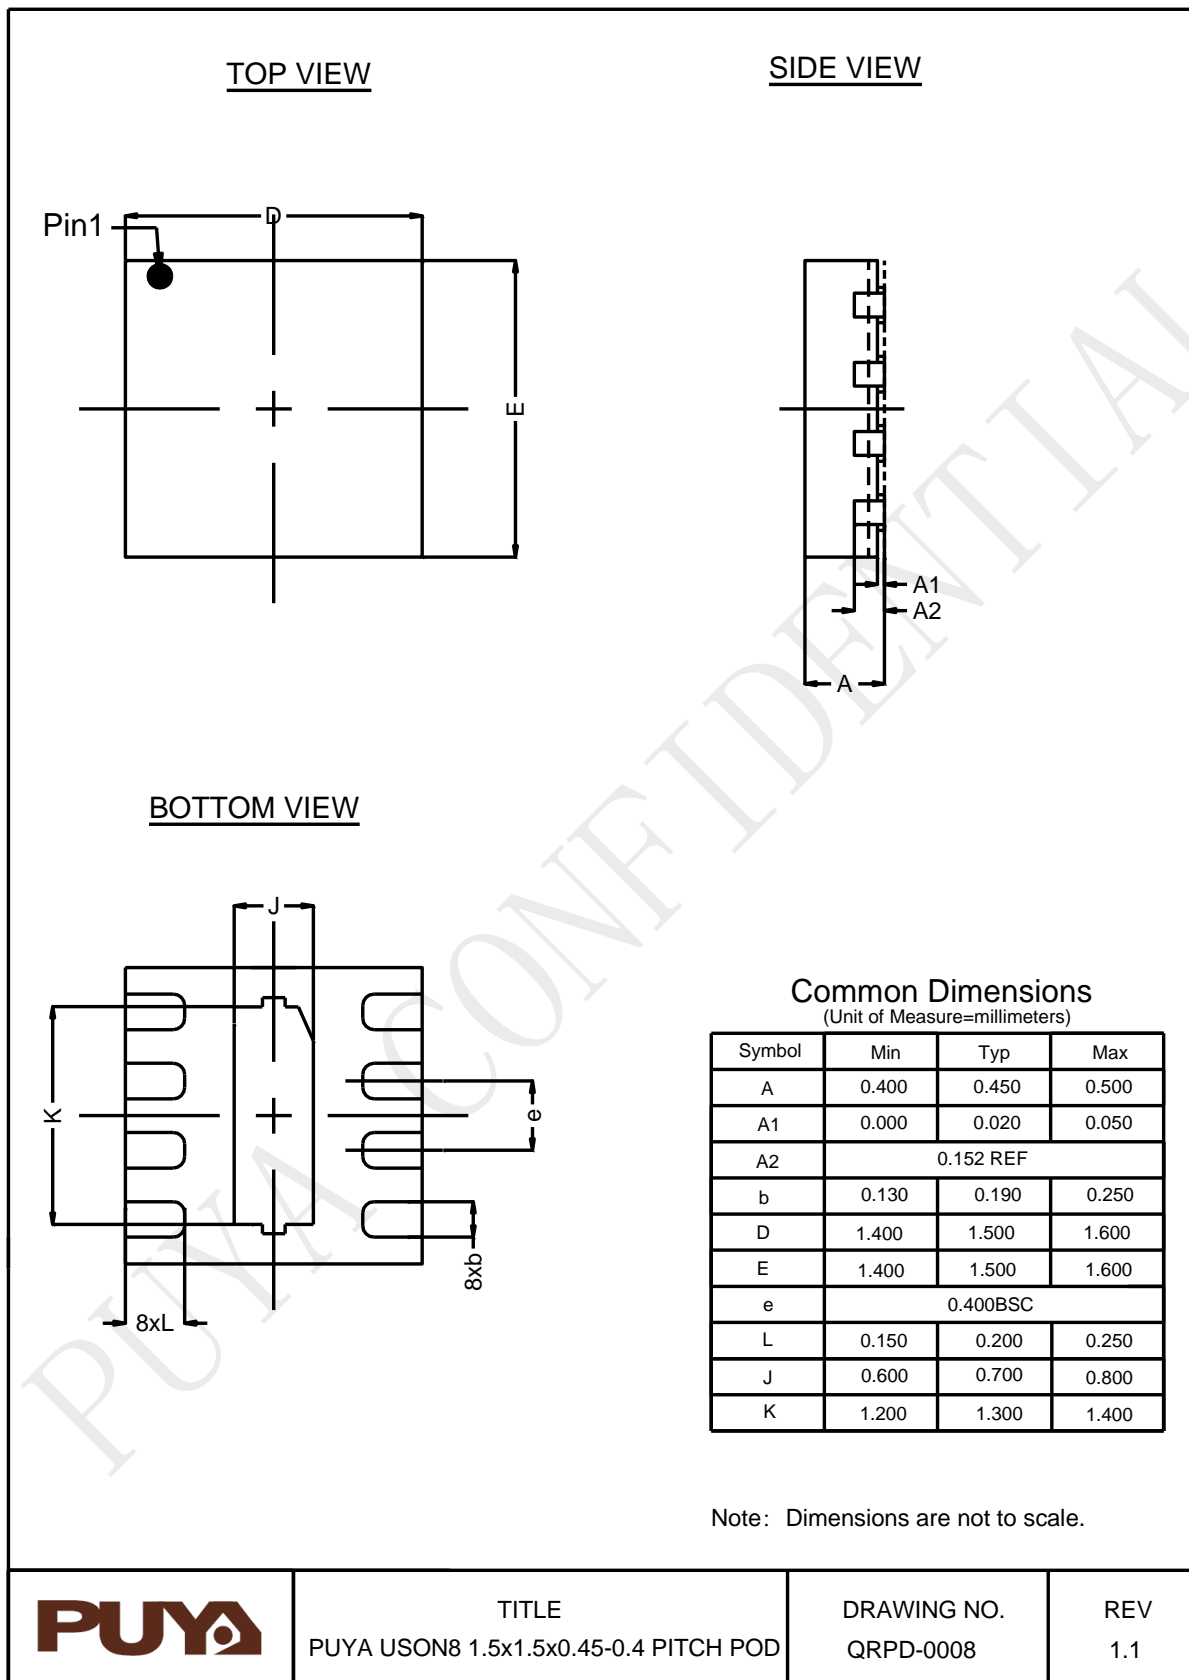 TOP VIEW
SIDE VIEW
Pin1
D
E
A1
A2
A
BOTTOM VIEW
J
K
e
8xb
8xL
Common Dimensions
(Unit of Measure=millimeters)
Symbol Min Typ Max
A 0.400 0.450 0.500
A1 0.000 0.020 0.050
A2 0.152 REF
b 0.130 0.190 0.250
D 1.400 1.500 1.600
E 1.400 1.500 1.600
e 0.400BSC
L 0.150 0.200 0.250
J 0.600 0.700 0.800
K 1.200 1.300 1.400
Note: Dimensions are not to scale.
PUYA CONFIDENTIAL
PUYA
TITLE
PUYA USON8 1.5x1.5x0.45-0.4 PITCH POD
DRAWING NO.
QRPD-0008
REV
1.1